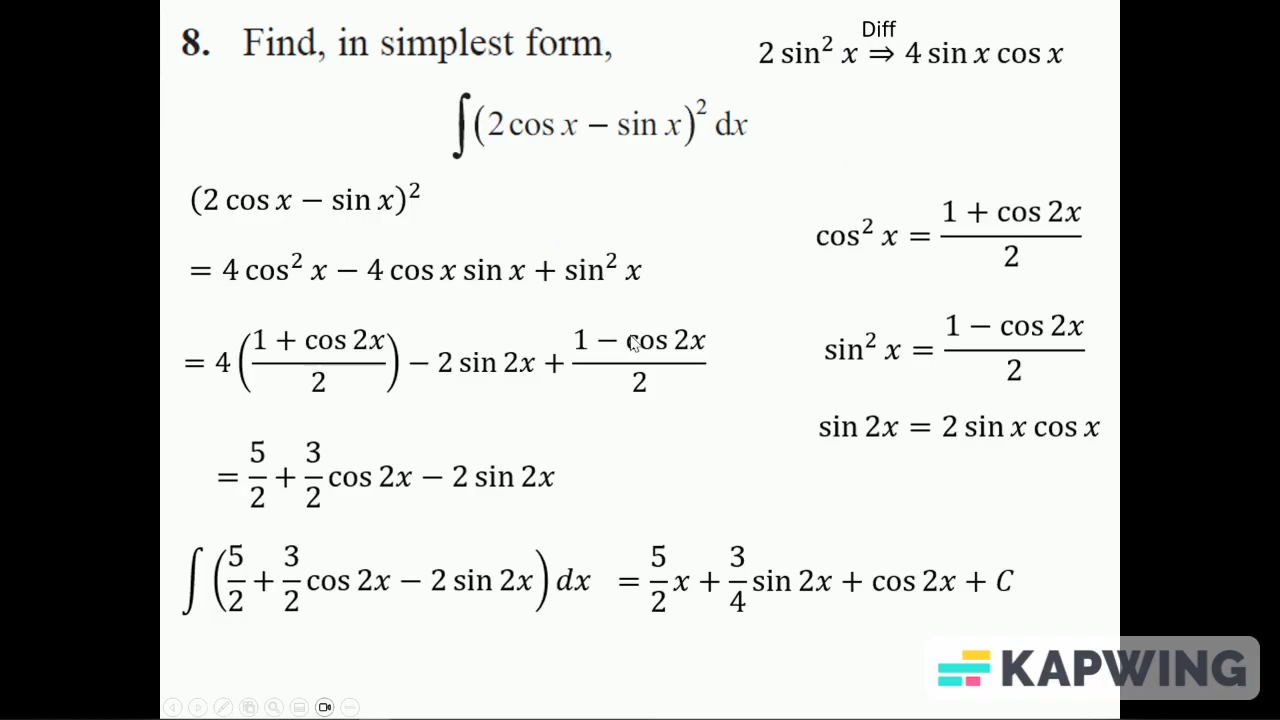 8. Find, in simplest form,
∫(2 cos x − sin x)² dx
Diff
2 sin² x ⇒ 4 sin x cos x
(2 cos x − sin x)²
= 4 cos² x − 4 cos x sin x + sin² x
= 4((1 + cos 2x)/2) − 2 sin 2x + (1 − cos 2x)/2
= 5/2 + 3/2 cos 2x − 2 sin 2x
∫(5/2 + 3/2 cos 2x − 2 sin 2x) dx = 5/2 x + 3/4 sin 2x + cos 2x + C
cos² x = (1 + cos 2x)/2
sin² x = (1 − cos 2x)/2
sin 2x = 2 sin x cos x
KAPWING